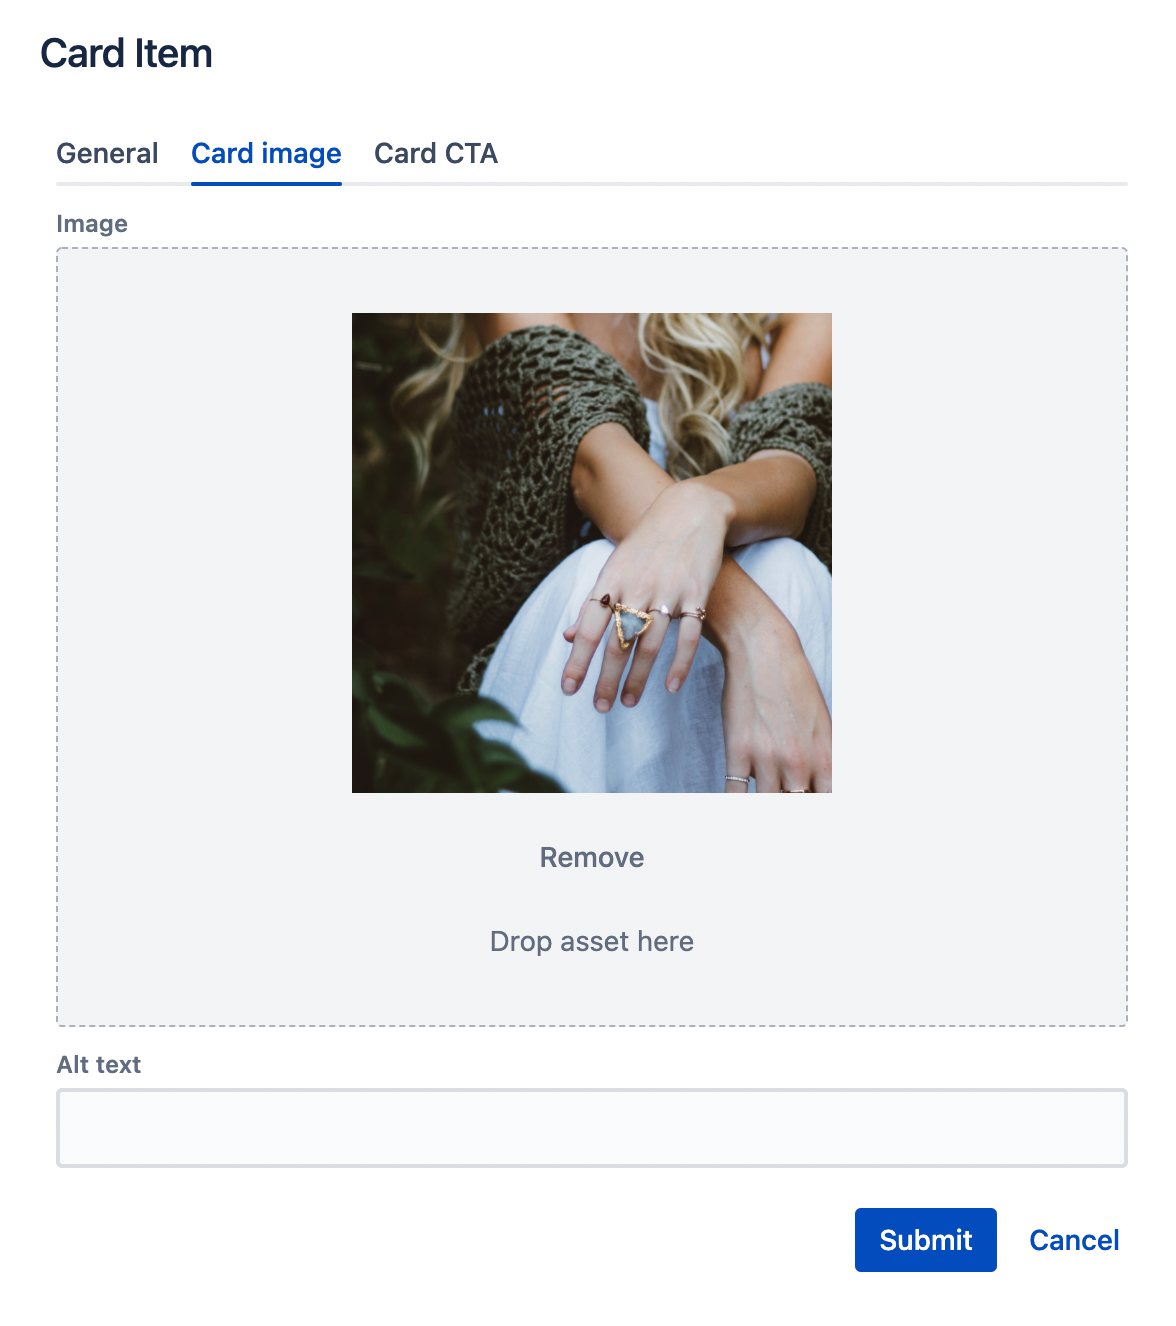 Card Item
General Card image Card CTA
Image
Remove
Drop asset here
Alt text
Submit Cancel